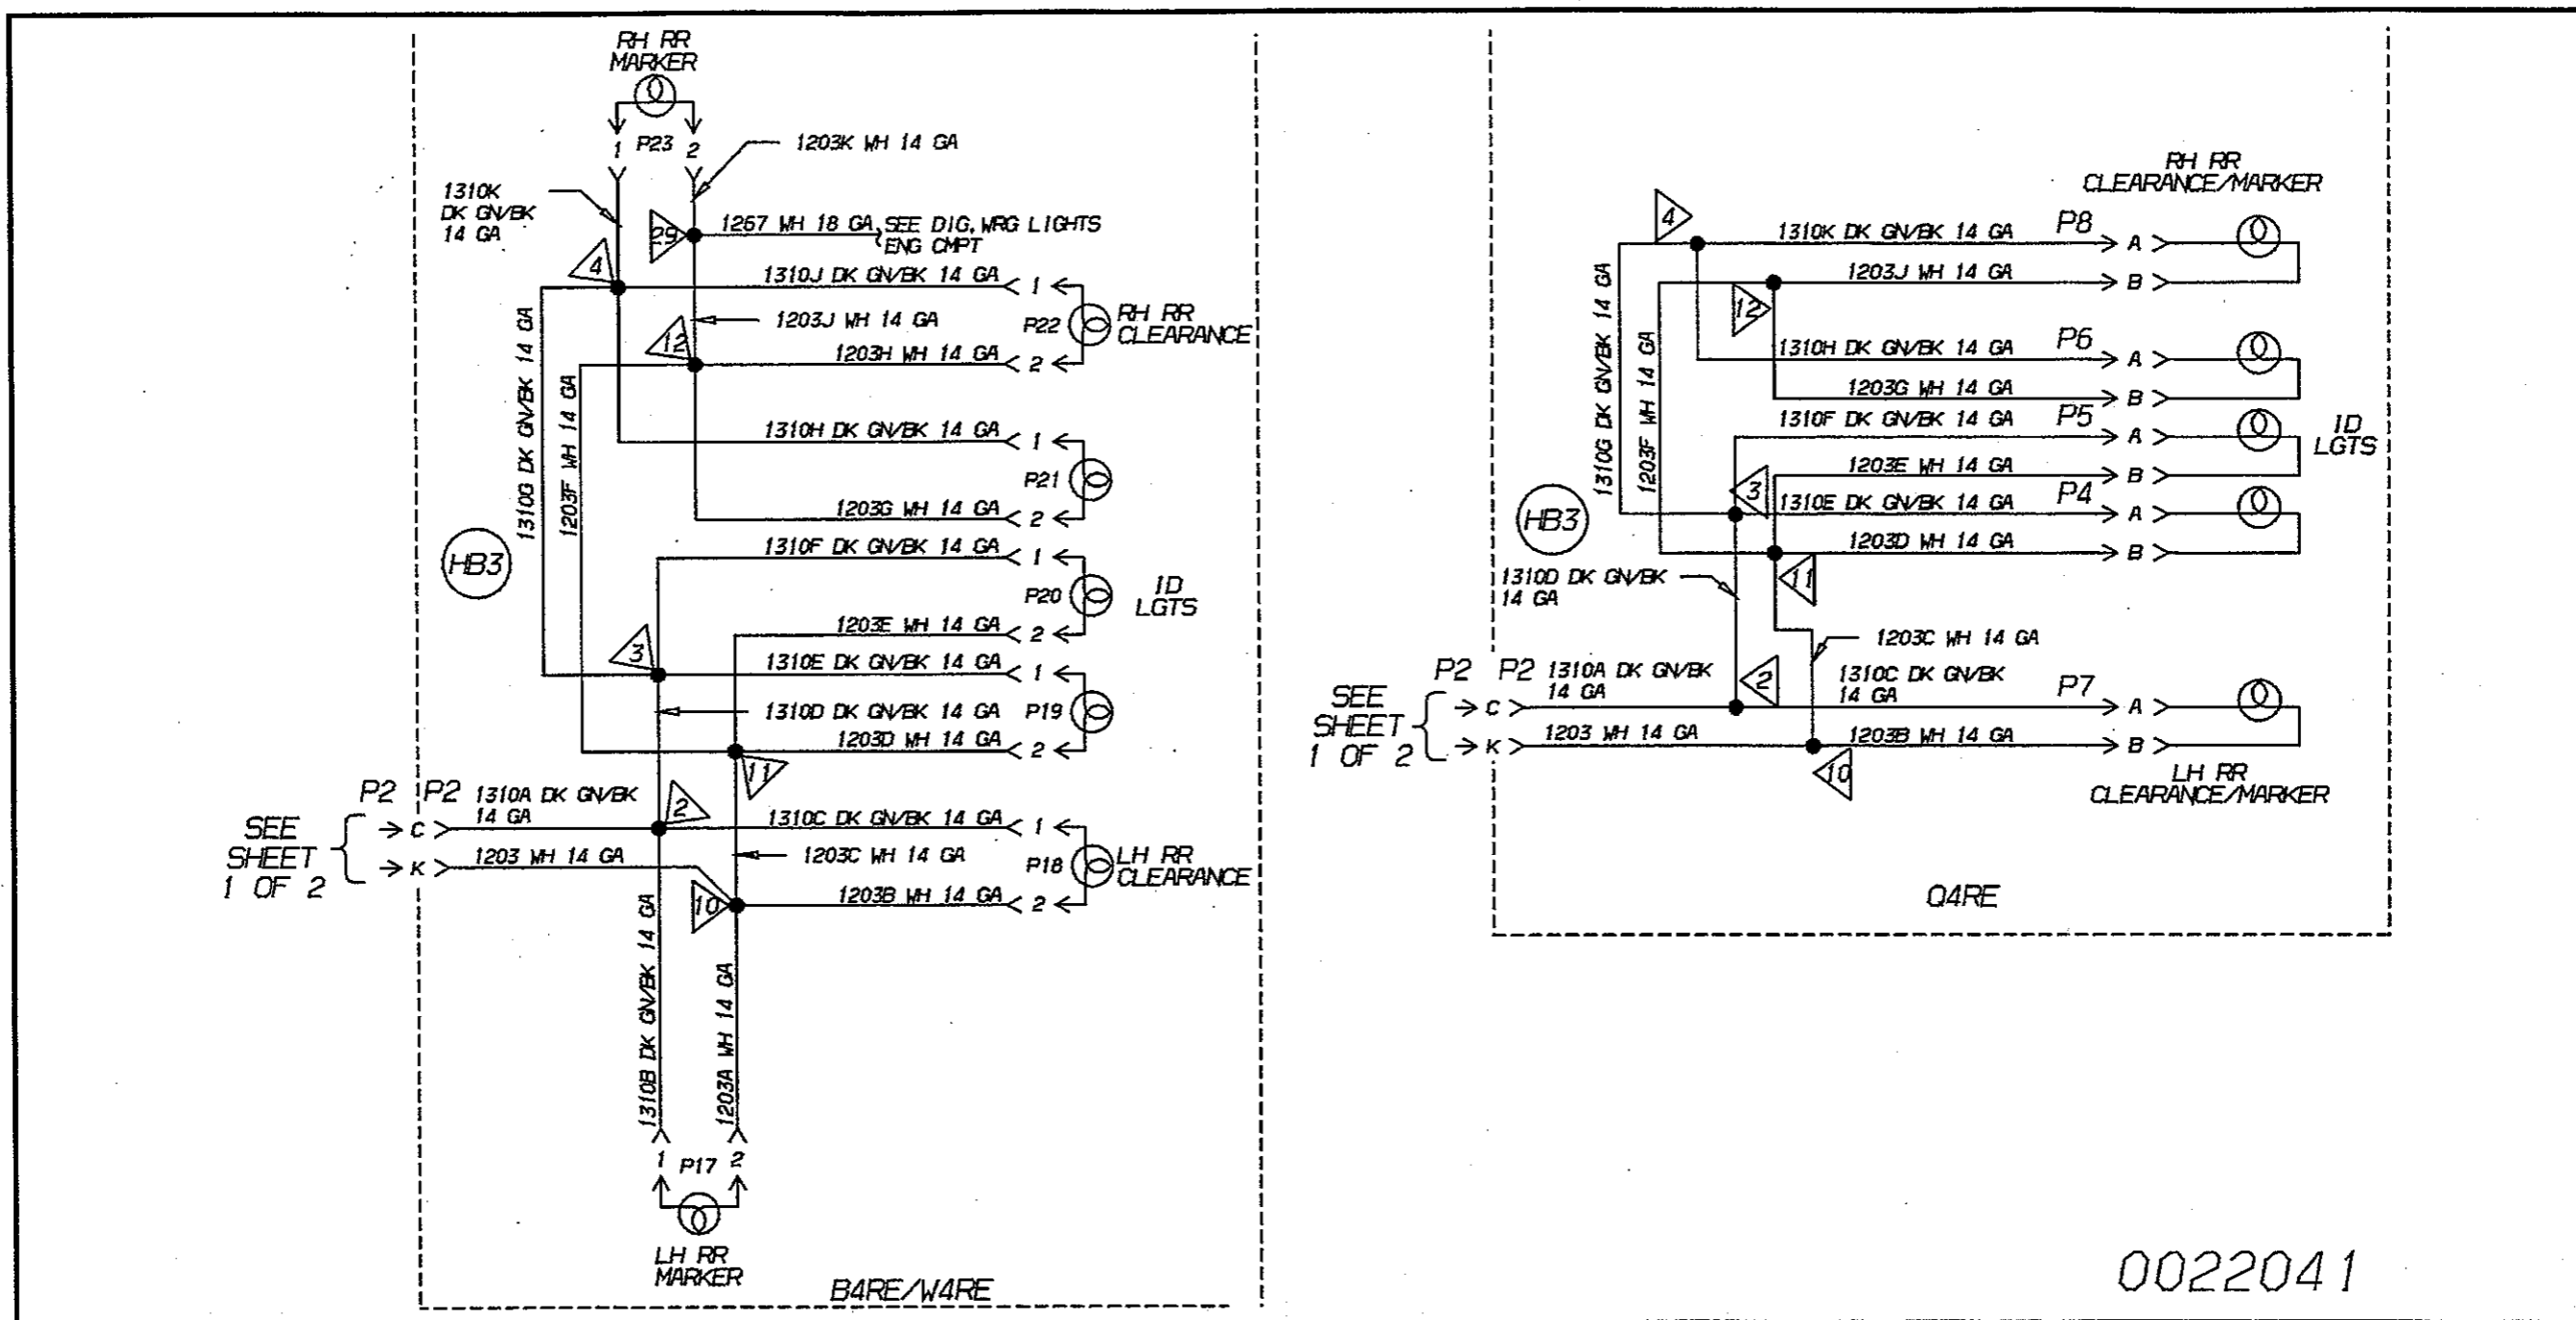 RH RR
MARKER
1 P23 2
1203K WH 14 GA
1310K
DK GN/BK
14 GA
29
1267 WH 18 GA
SEE DIG, WRG LIGHTS
ENG CMPT
4
1310J DK GN/BK 14 GA
1
1203J WH 14 GA
P22
RH RR
CLEARANCE
12
1203H WH 14 GA
2
1310G DK GN/BK 14 GA
1203F WH 14 GA
1310H DK GN/BK 14 GA
1
P21
1203G WH 14 GA
2
HB3
1310F DK GN/BK 14 GA
1
P20
ID
LGTS
1203E WH 14 GA
2
3
1310E DK GN/BK 14 GA
1
1310D DK GN/BK 14 GA
P19
1203D WH 14 GA
2
11
P2 P2
1310A DK GN/BK
14 GA
2
SEE
SHEET
1 OF 2
C
K
1203 WH 14 GA
1310C DK GN/BK 14 GA
1
1203C WH 14 GA
P18
LH RR
CLEARANCE
10
1203B WH 14 GA
2
1310B DK GN/BK 14 GA
1203A WH 14 GA
1 P17 2
LH RR
MARKER
B4RE/W4RE
RH RR
CLEARANCE/MARKER
4
1310K DK GN/BK 14 GA
P8
A
1203J WH 14 GA
B
12
1310G DK GN/BK 14 GA
1203F WH 14 GA
1310H DK GN/BK 14 GA
P6
A
1203G WH 14 GA
B
1310F DK GN/BK 14 GA
P5
A
ID
LGTS
1203E WH 14 GA
B
3
HB3
1310E DK GN/BK 14 GA
P4
A
1203D WH 14 GA
B
11
1310D DK GN/BK
14 GA
1203C WH 14 GA
P2 P2
1310A DK GN/BK
14 GA
2
1310C DK GN/BK
14 GA
P7
A
SEE
SHEET
1 OF 2
C
K
1203 WH 14 GA
1203B WH 14 GA
B
10
LH RR
CLEARANCE/MARKER
Q4RE
0022041